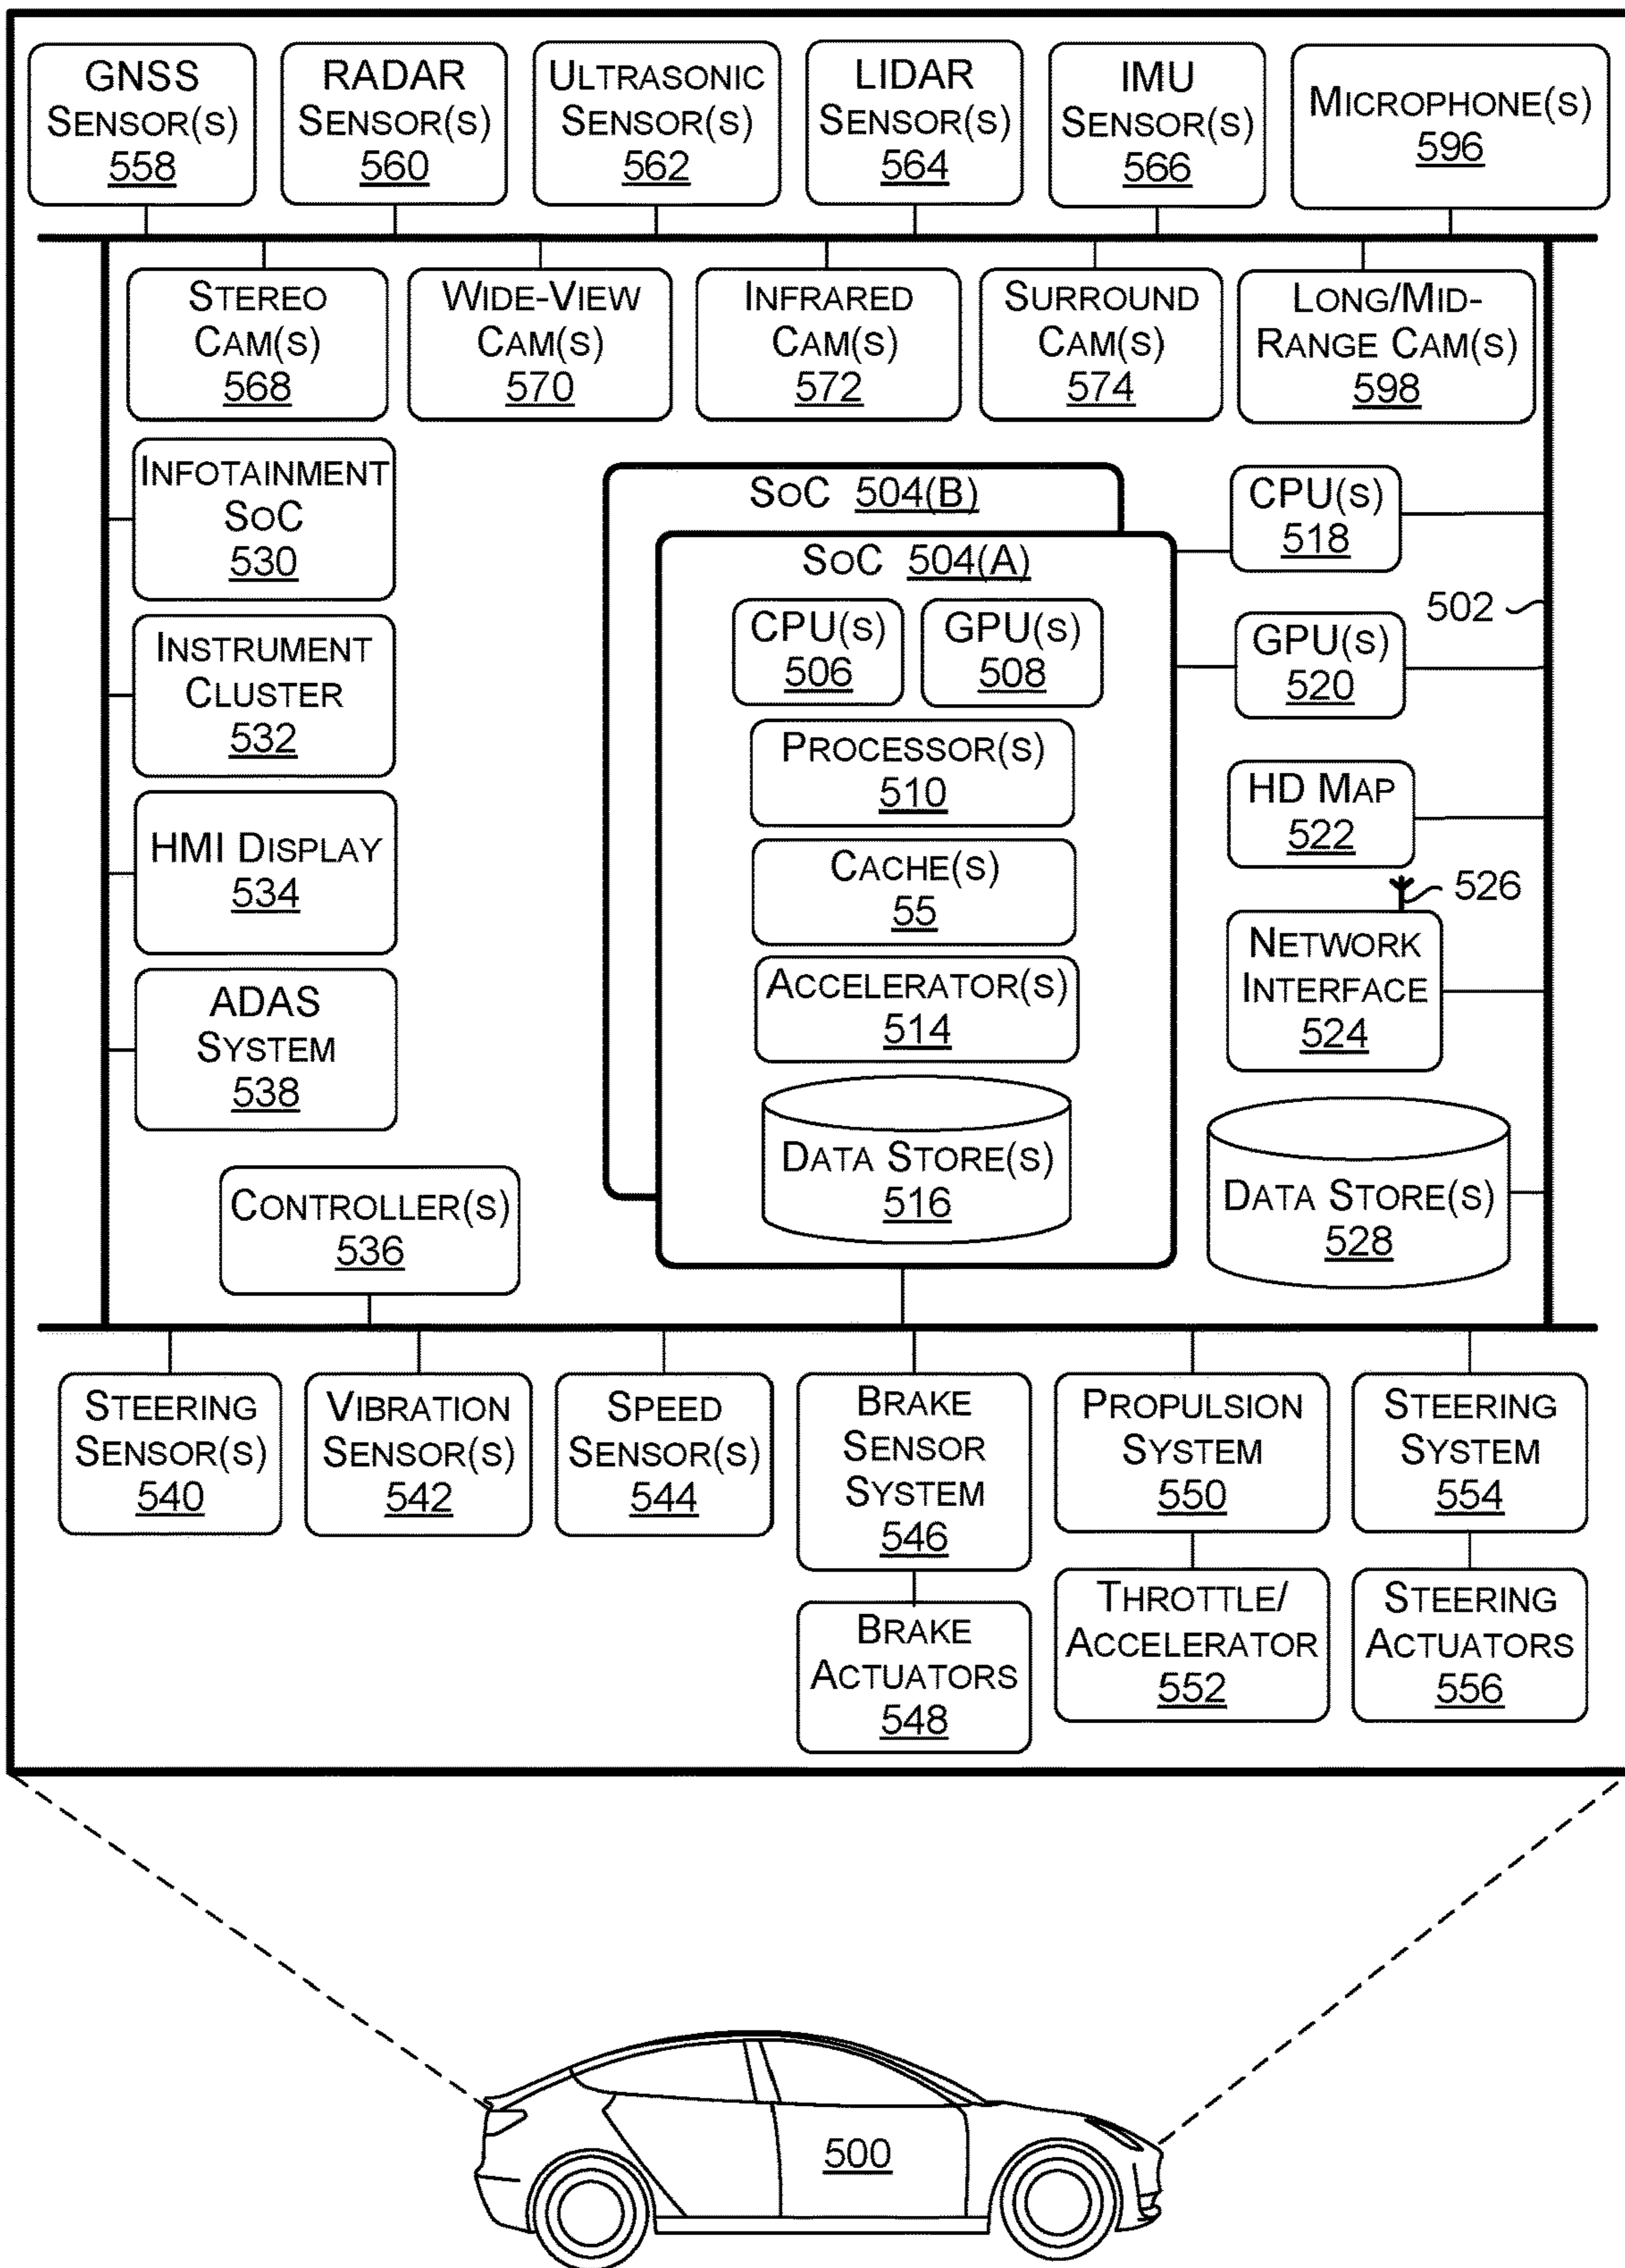 GNSS
SENSOR(S)
558
RADAR
SENSOR(S)
560
ULTRASONIC
SENSOR(S)
562
LIDAR
SENSOR(S)
564
IMU
SENSOR(S)
566
MICROPHONE(S)
596
STEREO
CAM(S)
568
WIDE-VIEW
CAM(S)
570
INFRARED
CAM(S)
572
SURROUND
CAM(S)
574
LONG/MID-
RANGE CAM(S)
598
INFOTAINMENT
SOC
530
INSTRUMENT
CLUSTER
532
HMI DISPLAY
534
ADAS
SYSTEM
538
CONTROLLER(S)
536
SOC 504(B)
SOC 504(A)
CPU(S)
506
GPU(S)
508
PROCESSOR(S)
510
CACHE(S)
55
ACCELERATOR(S)
514
DATA STORE(S)
516
CPU(S)
518
502
GPU(S)
520
HD MAP
522
526
NETWORK
INTERFACE
524
DATA STORE(S)
528
STEERING
SENSOR(S)
540
VIBRATION
SENSOR(S)
542
SPEED
SENSOR(S)
544
BRAKE
SENSOR
SYSTEM
546
PROPULSION
SYSTEM
550
STEERING
SYSTEM
554
BRAKE
ACTUATORS
548
THROTTLE/
ACCELERATOR
552
STEERING
ACTUATORS
556
500